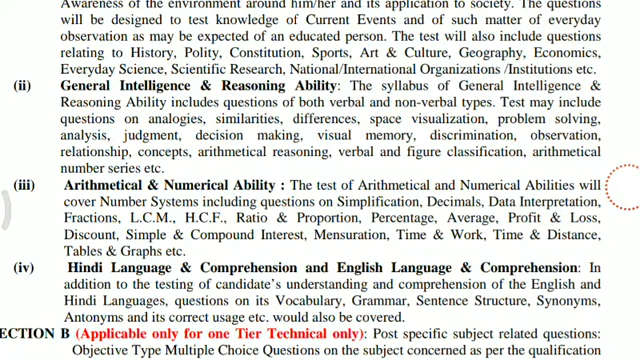 Awareness of the environment around him/her and its application to society. The questions
will be designed to test knowledge of Current Events and of such matter of everyday
observation as may be expected of an educated person. The test will also include questions
relating to History, Polity, Constitution, Sports, Art & Culture, Geography, Economics,
Everyday Science, Scientific Research, National/International Organizations /Institutions etc.
(ii) General Intelligence & Reasoning Ability: The syllabus of General Intelligence &
Reasoning Ability includes questions of both verbal and non-verbal types. Test may include
questions on analogies, similarities, differences, space visualization, problem solving,
analysis, judgment, decision making, visual memory, discrimination, observation,
relationship, concepts, arithmetical reasoning, verbal and figure classification, arithmetical
number series etc.
(iii) Arithmetical & Numerical Ability : The test of Arithmetical and Numerical Abilities will
cover Number Systems including questions on Simplification, Decimals, Data Interpretation,
Fractions, L.C.M., H.C.F., Ratio & Proportion, Percentage, Average, Profit & Loss,
Discount, Simple & Compound Interest, Mensuration, Time & Work, Time & Distance,
Tables & Graphs etc.
(iv) Hindi Language & Comprehension and English Language & Comprehension: In
addition to the testing of candidate's understanding and comprehension of the English and
Hindi Languages, questions on its Vocabulary, Grammar, Sentence Structure, Synonyms,
Antonyms and its correct usage etc. would also be covered.
ECTION B (Applicable only for one Tier Technical only): Post specific subject related questions:
Objective Type Multiple Choice Questions on the subject concerned as per the qualification